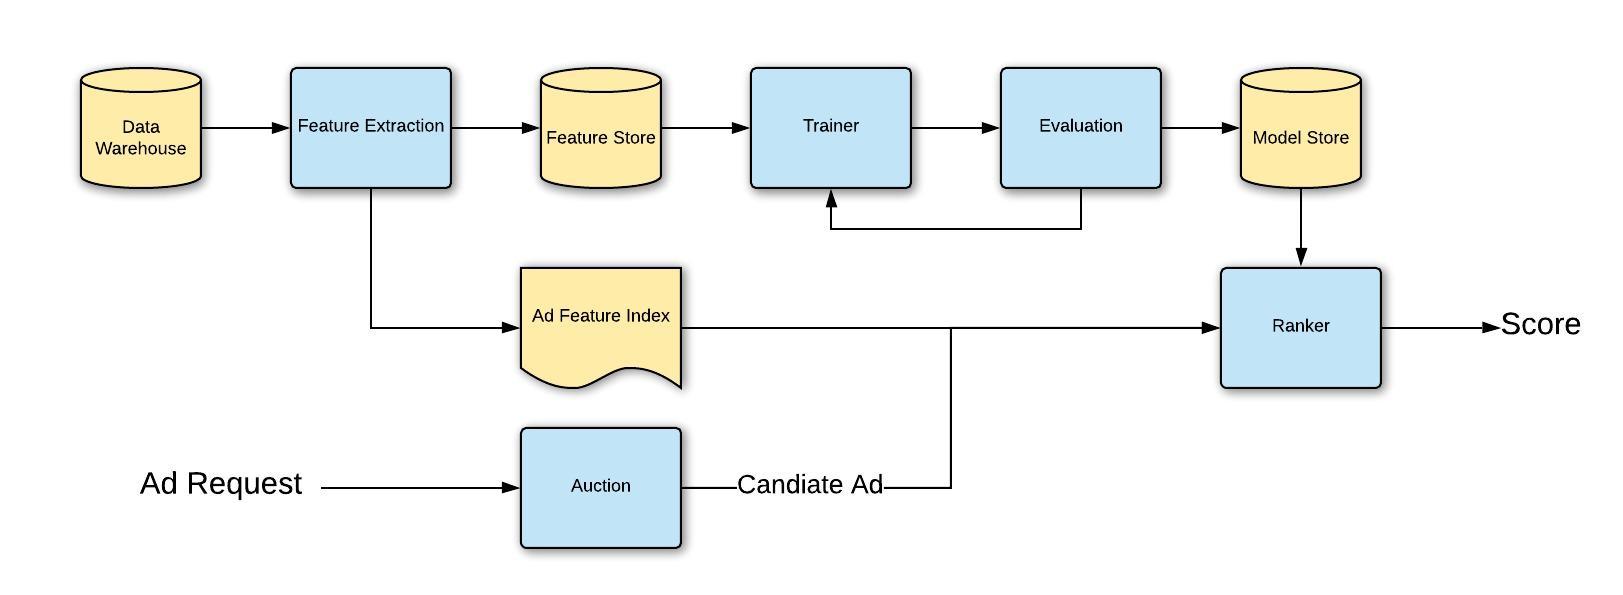 Data
Warehouse
Feature Extraction
Feature Store
Trainer
Evaluation
Model Store
Ad Feature Index
Ranker
Score
Ad Request
Auction
Candiate Ad